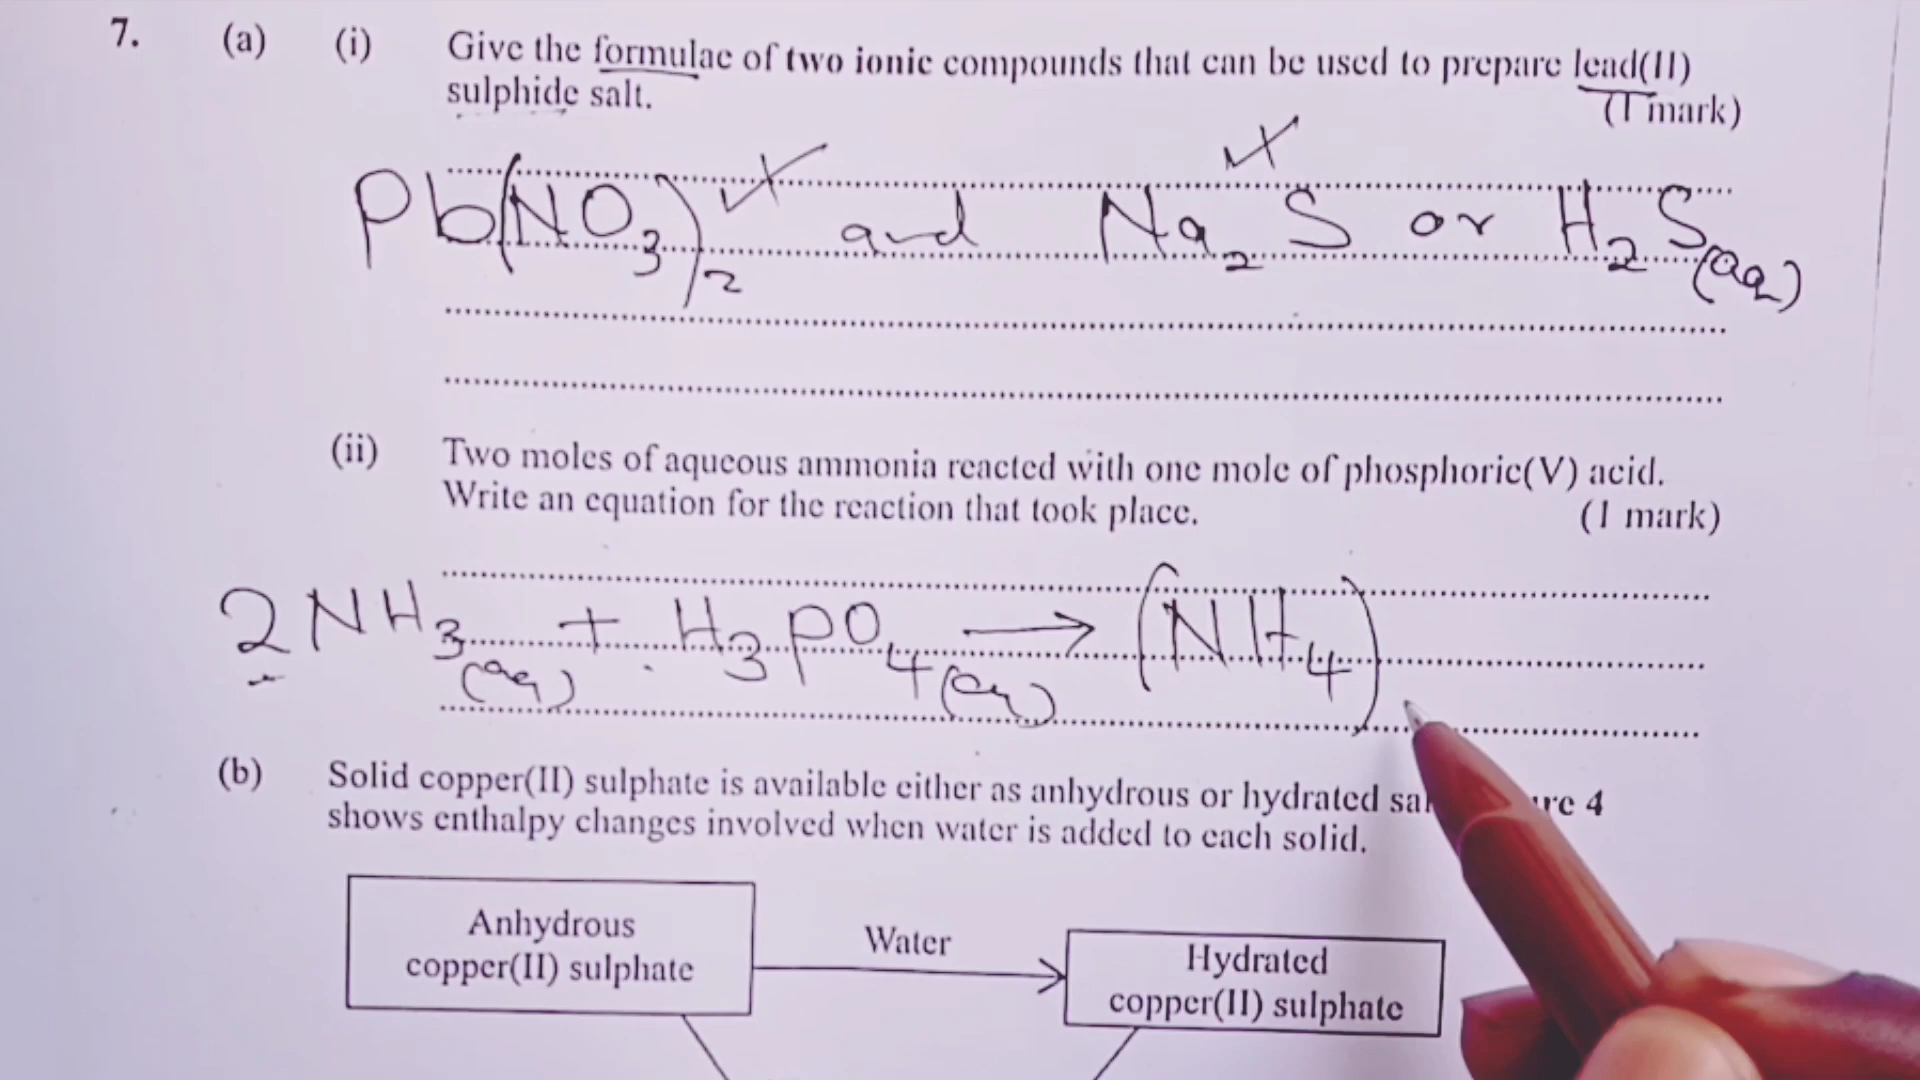 7. (a) (i) Give the formulae of two ionic compounds that can be used to prepare lead(II)
sulphide salt. (1 mark)
Pb(NO3)2 and Na2S or H2S(aq)
(ii) Two moles of aqueous ammonia reacted with one mole of phosphoric(V) acid.
Write an equation for the reaction that took place. (1 mark)
2NH3(aq) + H3PO4(aq) → (NH4)
(b) Solid copper(II) sulphate is available either as anhydrous or hydrated 4
shows enthalpy changes involved when water is added to each solid.
Anhydrous
copper(II) sulphate
Water
Hydrated
copper(II) sulphate